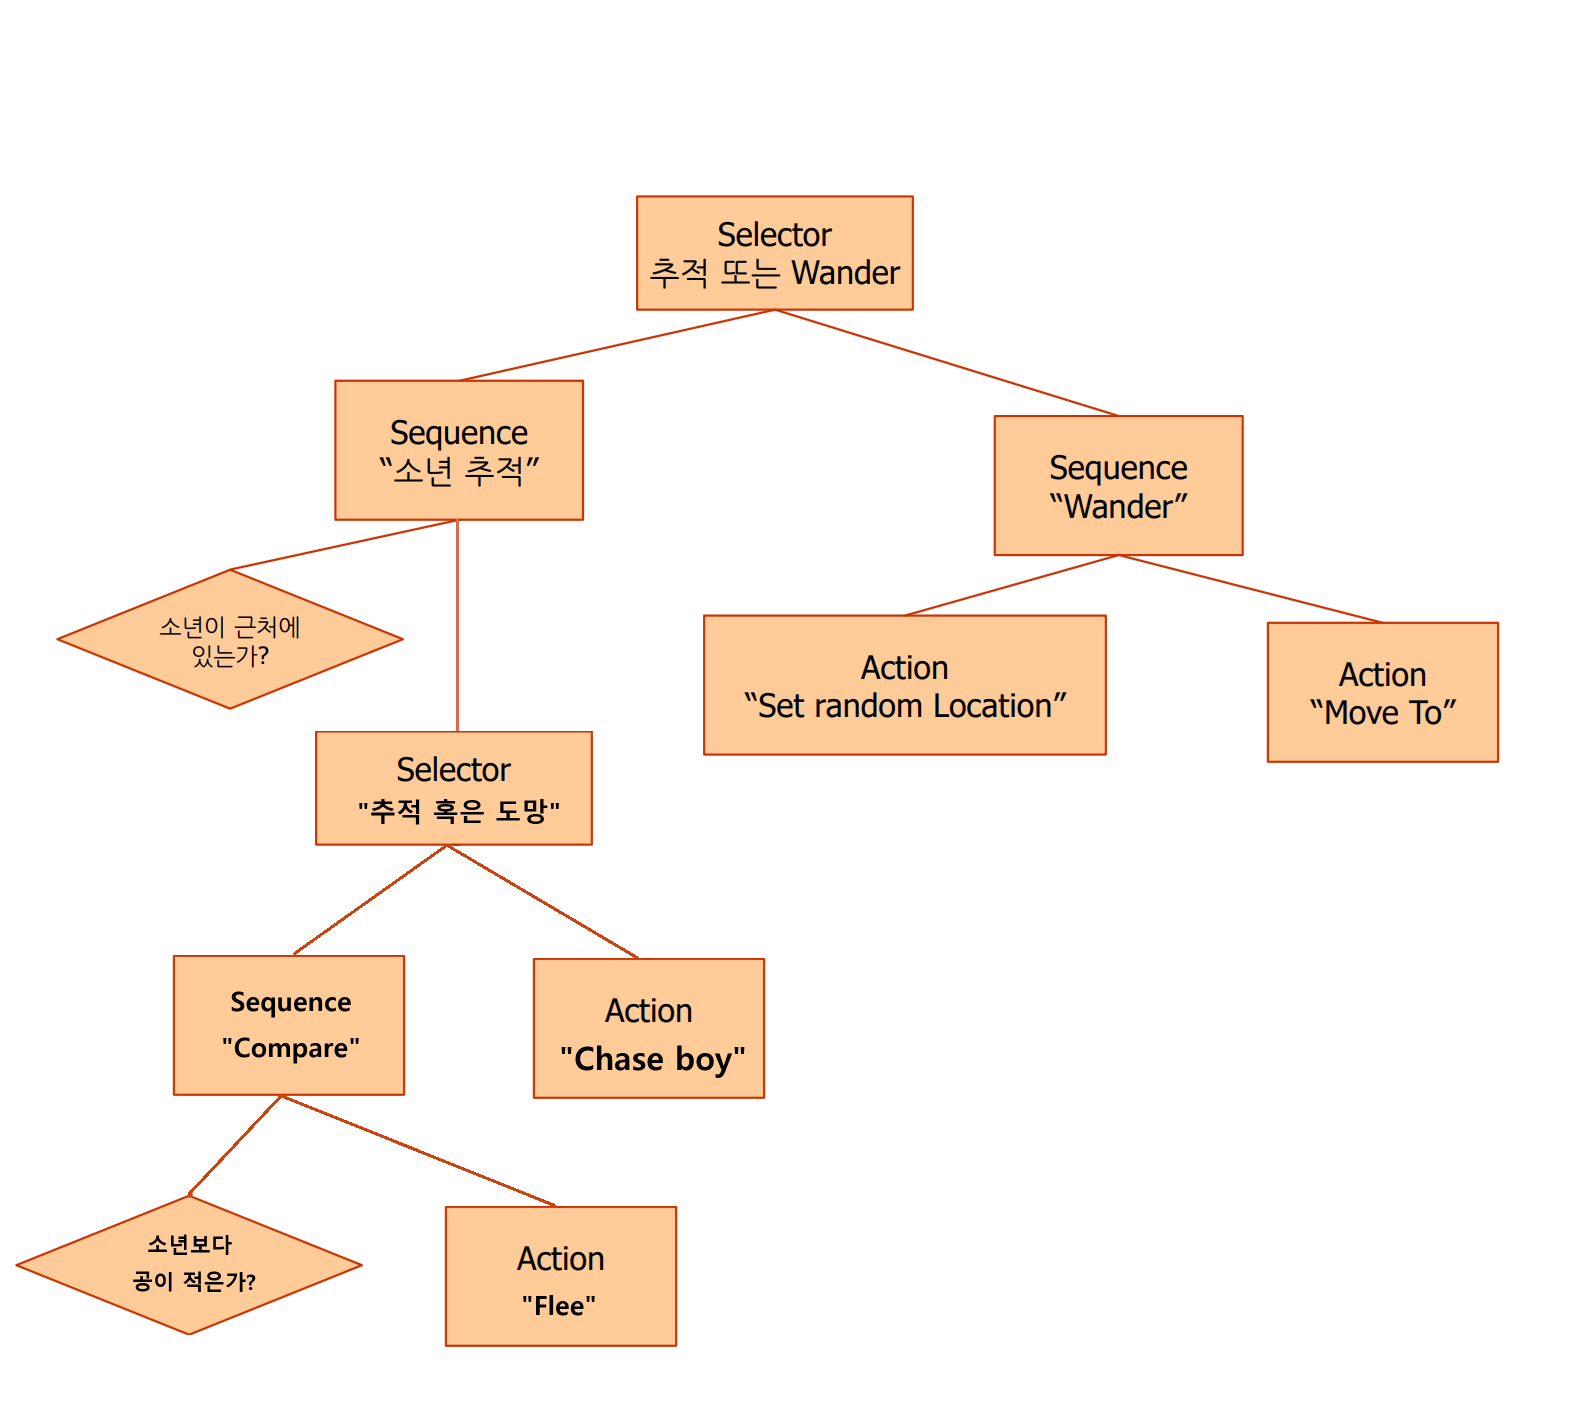 Selector
추적 또는 Wander
Sequence
“소년 추적”
Sequence
“Wander”
소년이 근처에
있는가?
Action
“Set random Location”
Action
“Move To”
Selector
"추적 혹은 도망"
Sequence
"Compare"
Action
"Chase boy"
소년보다
공이 적은가?
Action
"Flee"